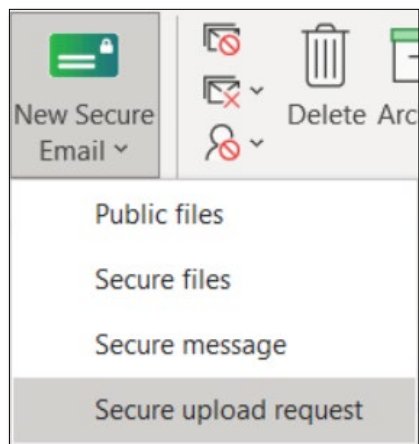 New Secure
Email
Delete
Arc
Public files
Secure files
Secure message
Secure upload request